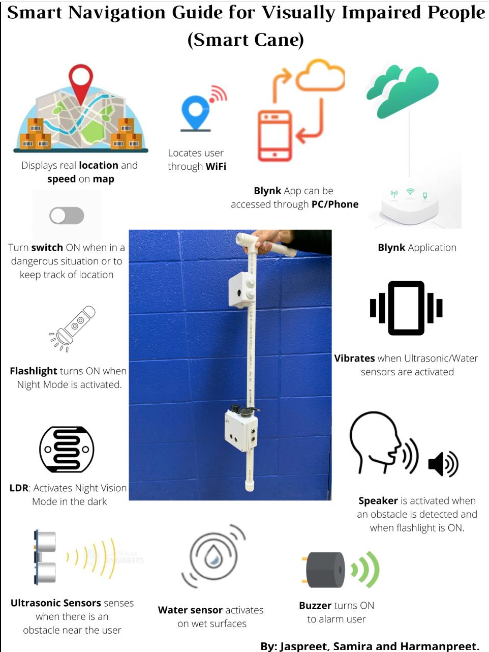 Smart Navigation Guide for Visually Impaired People
(Smart Cane)
Displays real location and
speed on map
Locates user
through WiFi
Blynk App can be
accessed through PC/Phone
Blynk Application
Turn switch ON when in a
dangerous situation or to
keep track of location
Flashlight turns ON when
Night Mode is activated.
Vibrates when Ultrasonic/Water
sensors are activated
LDR: Activates Night Vision
Mode in the dark
Speaker is activated when
an obstacle is detected and
when flashlight is ON.
Ultrasonic Sensors senses
when there is an
obstacle near the user
Water sensor activates
on wet surfaces
Buzzer turns ON
to alarm user
By: Jaspreet, Samira and Harmanpreet.